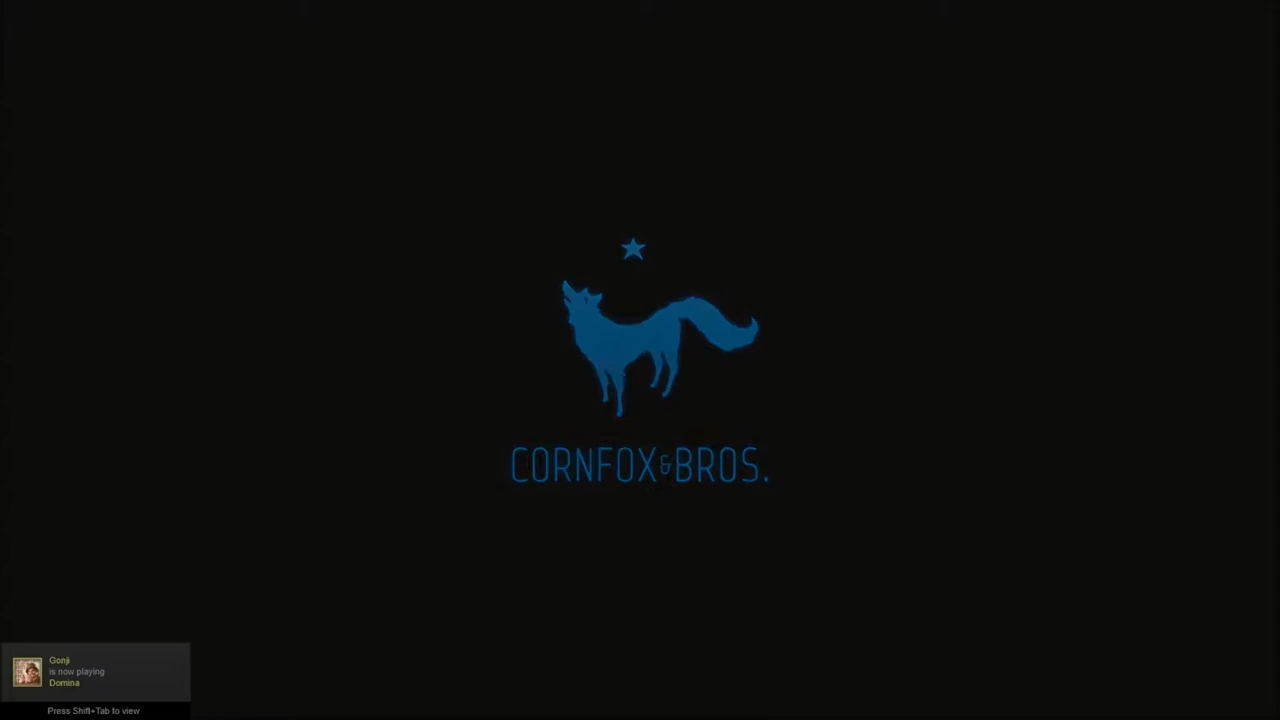 CORNFOX&BROS.
Gonji
is now playing
Domina
Press Shift+Tab to view